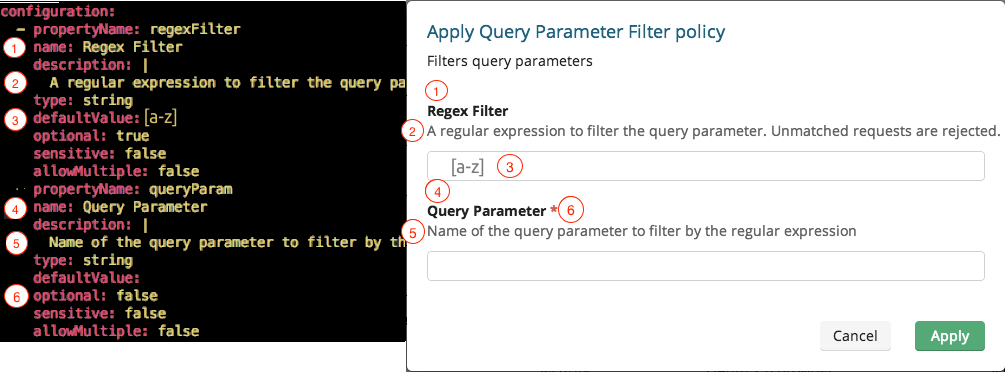 configuration:
- propertyName: regexFilter
1 name: Regex Filter
description: |
2 A regular expression to filter the query pa
type: string
3 defaultValue: [a-z]
optional: true
sensitive: false
allowMultiple: false
- propertyName: queryParam
4 name: Query Parameter
description: |
5 Name of the query parameter to filter by th
type: string
defaultValue:
6 optional: false
sensitive: false
allowMultiple: false
Apply Query Parameter Filter policy
Filters query parameters
1
Regex Filter
2 A regular expression to filter the query parameter. Unmatched requests are rejected.
[a-z] 3
4
Query Parameter * 6
5 Name of the query parameter to filter by the regular expression
Cancel Apply